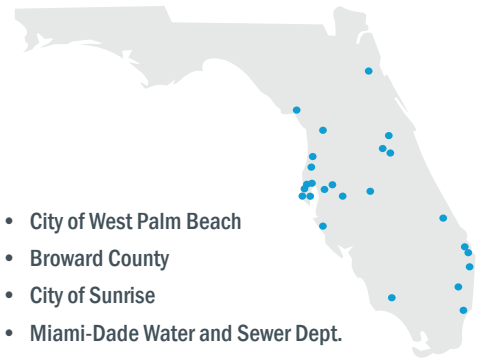 • City of West Palm Beach
• Broward County
• City of Sunrise
• Miami-Dade Water and Sewer Dept.